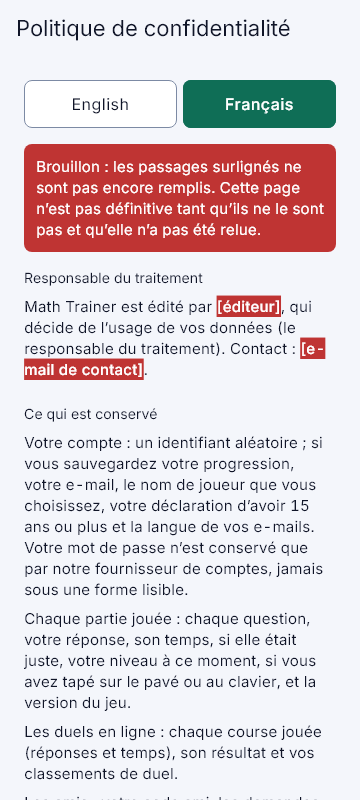 Politique de confidentialité
English
Français
Brouillon : les passages surlignés ne
sont pas encore remplis. Cette page
n’est pas définitive tant qu’ils ne le sont
pas et qu’elle n’a pas été relue.
Responsable du traitement
Math Trainer est édité par [éditeur], qui
décide de l’usage de vos données (le
responsable du traitement). Contact : [e-
mail de contact].
Ce qui est conservé
Votre compte : un identifiant aléatoire ; si
vous sauvegardez votre progression,
votre e-mail, le nom de joueur que vous
choisissez, votre déclaration d’avoir 15
ans ou plus et la langue de vos e-mails.
Votre mot de passe n’est conservé que
par notre fournisseur de comptes, jamais
sous une forme lisible.
Chaque partie jouée : chaque question,
votre réponse, son temps, si elle était
juste, votre niveau à ce moment, si vous
avez tapé sur le pavé ou au clavier, et la
version du jeu.
Les duels en ligne : chaque course jouée
(réponses et temps), son résultat et vos
classements de duel.